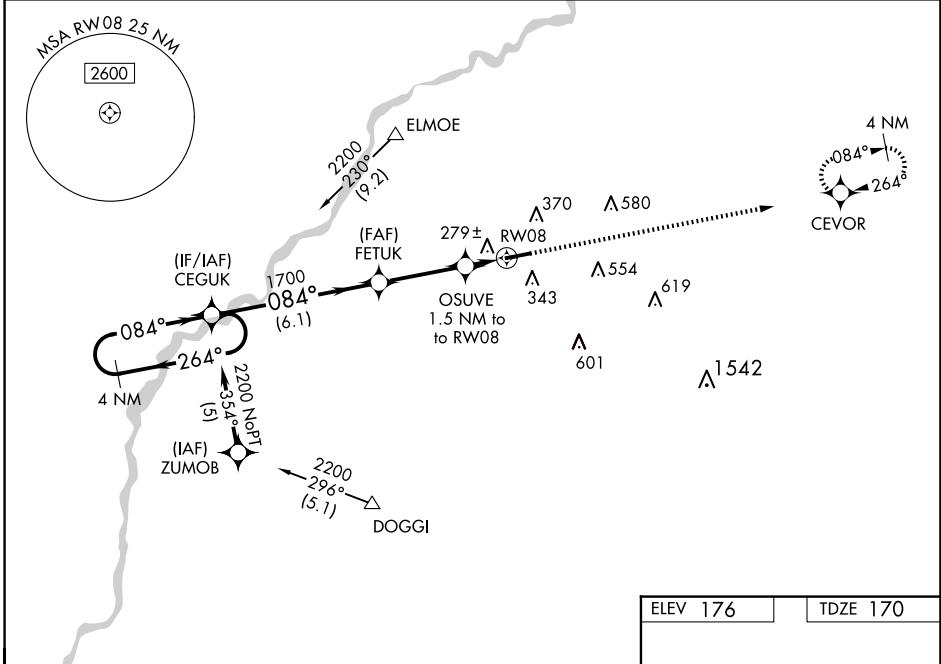 MSA RW08 25 NM
2600
ELMOE
2200
230°
(9.2)
4 NM
084°
264°
CEVOR
370
580
279±
RW08
(FAF)
FETUK
(IF/IAF)
CEGUK
1700
084°
(6.1)
OSUVE
1.5 NM to
to RW08
343
554
619
601
1542
084°
264°
4 NM
2200 NoPT
354°
(5)
(IAF)
ZUMOB
2200
296°
(5.1)
DOGGI
ELEV 176
TDZE 170